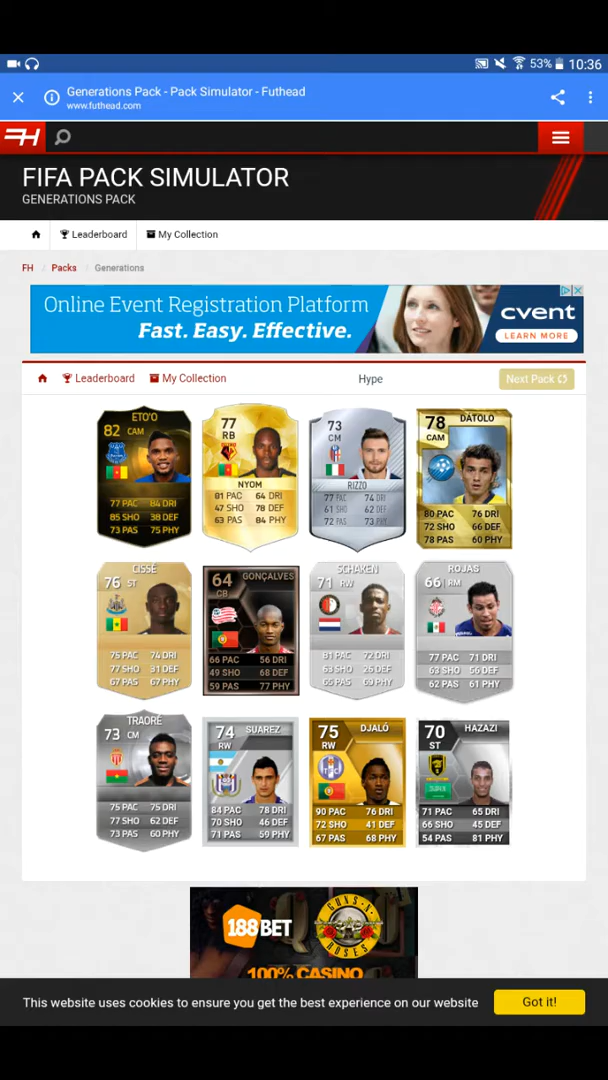 53% 10:36
Generations Pack - Pack Simulator - Futhead
www.futhead.com
FH
FIFA PACK SIMULATOR
GENERATIONS PACK
Leaderboard My Collection
FH / Packs / Generations
Online Event Registration Platform
Fast. Easy. Effective.
cvent
LEARN MORE
Leaderboard My Collection Hype Next Pack
ETO'O
82 CAM
77 PAC 84 DRI
85 SHO 38 DEF
73 PAS 75 PHY
77
RB
NYOM
81 PAC 64 DRI
47 SHO 78 DEF
63 PAS 84 PHY
73
CM
RIZZO
77 PAC 74 DRI
61 SHO 62 DEF
72 PAS 73 PHY
78 DATOLO
CAM
80 PAC 76 DRI
72 SHO 66 DEF
78 PAS 60 PHY
CISSÉ
76 ST
75 PAC 74 DRI
77 SHO 31 DEF
67 PAS 67 PHY
64 GONÇALVES
CB
66 PAC 56 DRI
49 SHO 68 DEF
59 PAS 77 PHY
SCHAKEN
71 RW
81 PAC 72 DRI
63 SHO 26 DEF
65 PAS 60 PHY
ROJAS
66 RM
77 PAC 71 DRI
63 SHO 56 DEF
62 PAS 61 PHY
TRAORÉ
73 CM
75 PAC 75 DRI
77 SHO 62 DEF
73 PAS 60 PHY
74 SUAREZ
RW
84 PAC 78 DRI
70 SHO 46 DEF
71 PAS 59 PHY
75 DJALÓ
RW
90 PAC 76 DRI
72 SHO 41 DEF
67 PAS 68 PHY
70 HAZAZI
ST
71 PAC 65 DRI
66 SHO 45 DEF
54 PAS 81 PHY
188BET
GUNS N' ROSES
100% CASINO
This website uses cookies to ensure you get the best experience on our website Got it!